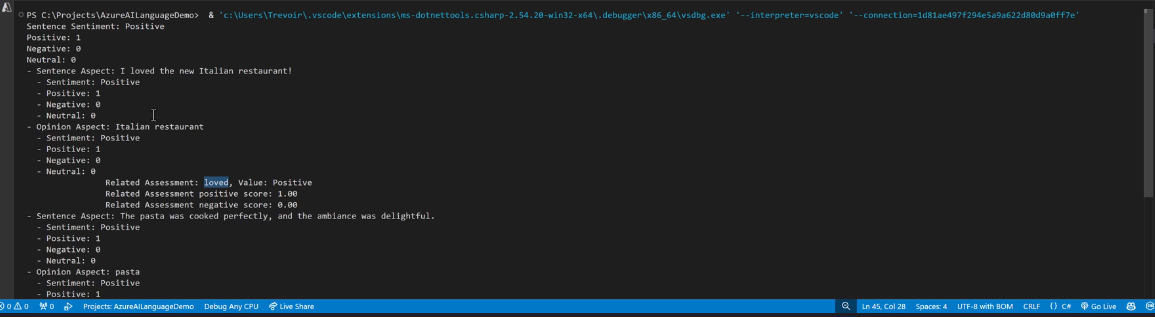 PS C:\Projects\AzureAILanguageDemo>  & 'c:\Users\Trevoir\.vscode\extensions\ms-dotnettools.csharp-2.54.20-win32-x64\.debugger\x86_64\vsdbg.exe' '--interpreter=vscode' '--connection=1d81ae497f294e5a9a622d80d9a0ff7e'
Sentence Sentiment: Positive
Positive: 1
Negative: 0
Neutral: 0
- Sentence Aspect: I loved the new Italian restaurant!
- Sentiment: Positive
- Positive: 1
- Negative: 0
- Neutral: 0
- Opinion Aspect: Italian restaurant
- Sentiment: Positive
- Positive: 1
- Negative: 0
- Neutral: 0
Related Assessment: loved, Value: Positive
Related Assessment positive score: 1.00
Related Assessment negative score: 0.00
- Sentence Aspect: The pasta was cooked perfectly, and the ambiance was delightful.
- Sentiment: Positive
- Positive: 1
- Negative: 0
- Neutral: 0
- Opinion Aspect: pasta
- Sentiment: Positive
- Positive: 1
0 0 0 Projects: AzureAILanguageDemo Debug Any CPU Live Share Ln 45, Col 28 Spaces: 4 UTF-8 with BOM CRLF {} C# Go Live